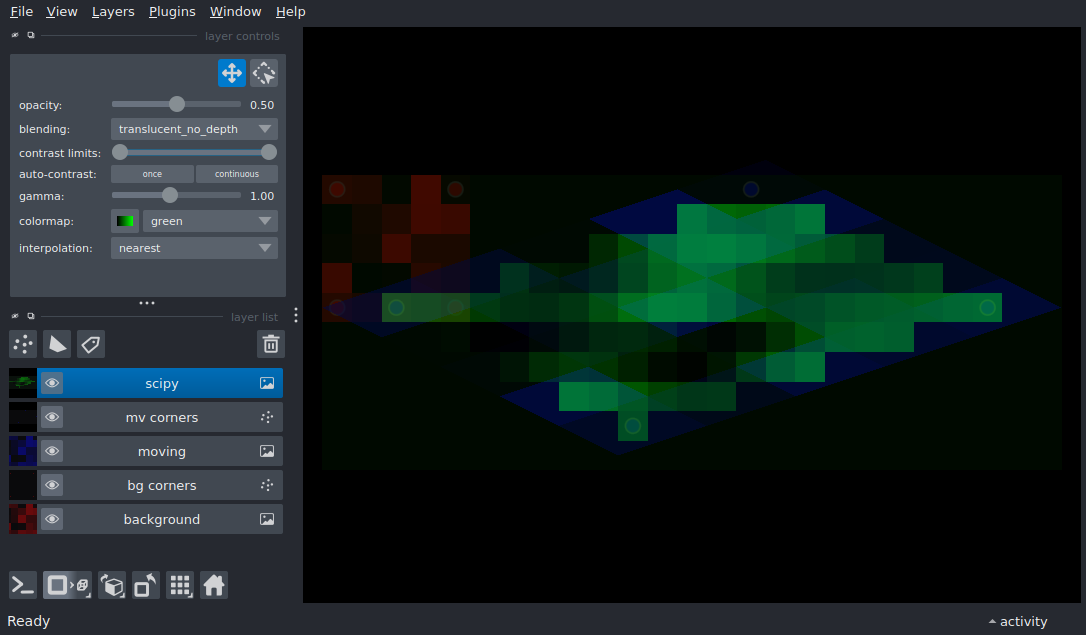 File View Layers Plugins Window Help
layer controls
opacity: 0.50
blending: translucent_no_depth
contrast limits:
auto-contrast: once continuous
gamma: 1.00
colormap: green
interpolation: nearest
layer list
scipy
mv corners
moving
bg corners
background
Ready activity